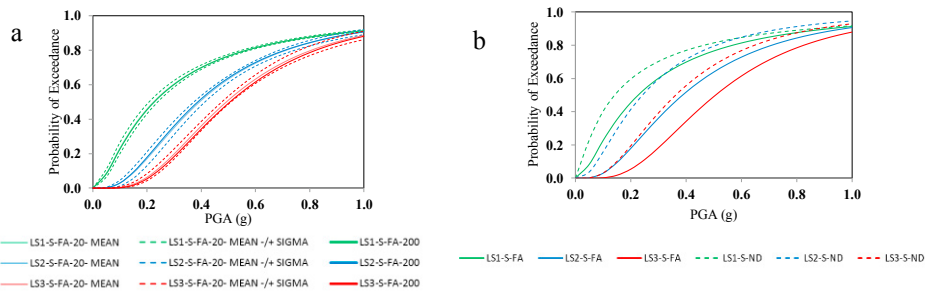 a
Probability of Exceedance
1.0
0.8
0.6
0.4
0.2
0.0
0.0 0.2 0.4 0.6 0.8 1.0
PGA (g)
LS1-S-FA-20- MEAN LS1-S-FA-20- MEAN -/+ SIGMA LS1-S-FA-200
LS2-S-FA-20- MEAN LS2-S-FA-20- MEAN -/+ SIGMA LS2-S-FA-200
LS3-S-FA-20- MEAN LS3-S-FA-20- MEAN -/+ SIGMA LS3-S-FA-200
b
Probability of Exceedance
1.0
0.8
0.6
0.4
0.2
0.0
0.0 0.2 0.4 0.6 0.8 1.0
PGA (g)
LS1-S-FA LS2-S-FA LS3-S-FA LS1-S-ND LS2-S-ND LS3-S-ND